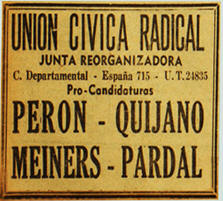 UNION CIVICA RADICAL
JUNTA REORGANIZADORA
C. Departamental - España 715 - U. T. 24835
Pro-Candidaturas
PERON - QUIJANO
MEINERS - PARDAL